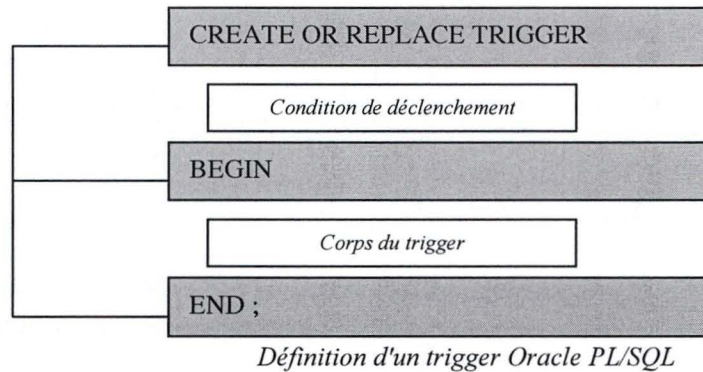 CREATE OR REPLACE TRIGGER
Condition de déclenchement
BEGIN
Corps du trigger
END ;
Définition d'un trigger Oracle PL/SQL